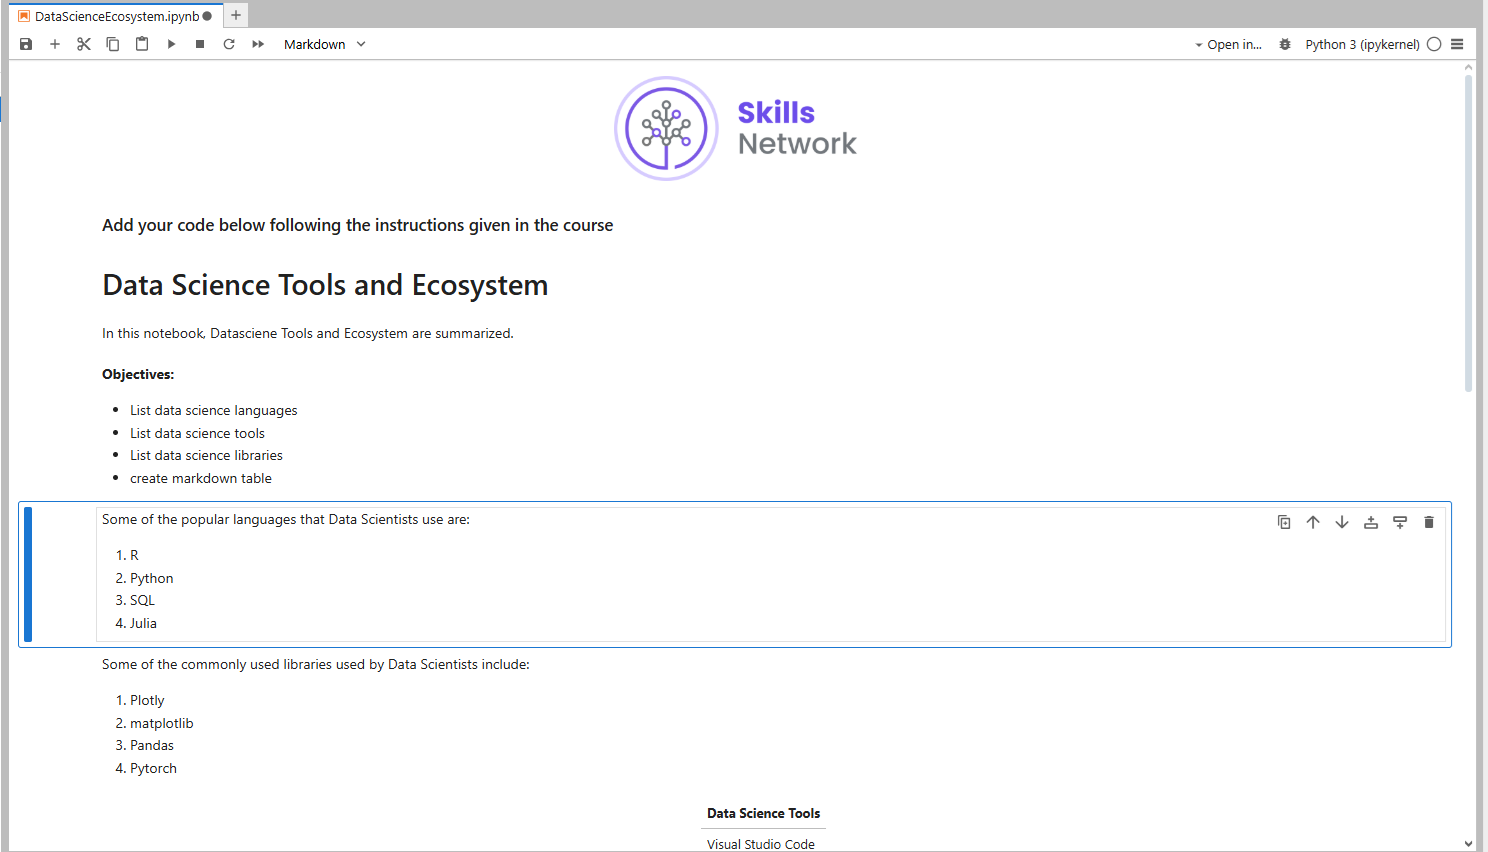 DataScienceEcosystem.ipynb
Markdown
Open in...
Python 3 (ipykernel)
Skills
Network
Add your code below following the instructions given in the course
Data Science Tools and Ecosystem
In this notebook, Datasciene Tools and Ecosystem are summarized.
Objectives:
• List data science languages
• List data science tools
• List data science libraries
• create markdown table
Some of the popular languages that Data Scientists use are:
1. R
2. Python
3. SQL
4. Julia
Some of the commonly used libraries used by Data Scientists include:
1. Plotly
2. matplotlib
3. Pandas
4. Pytorch
Data Science Tools
Visual Studio Code